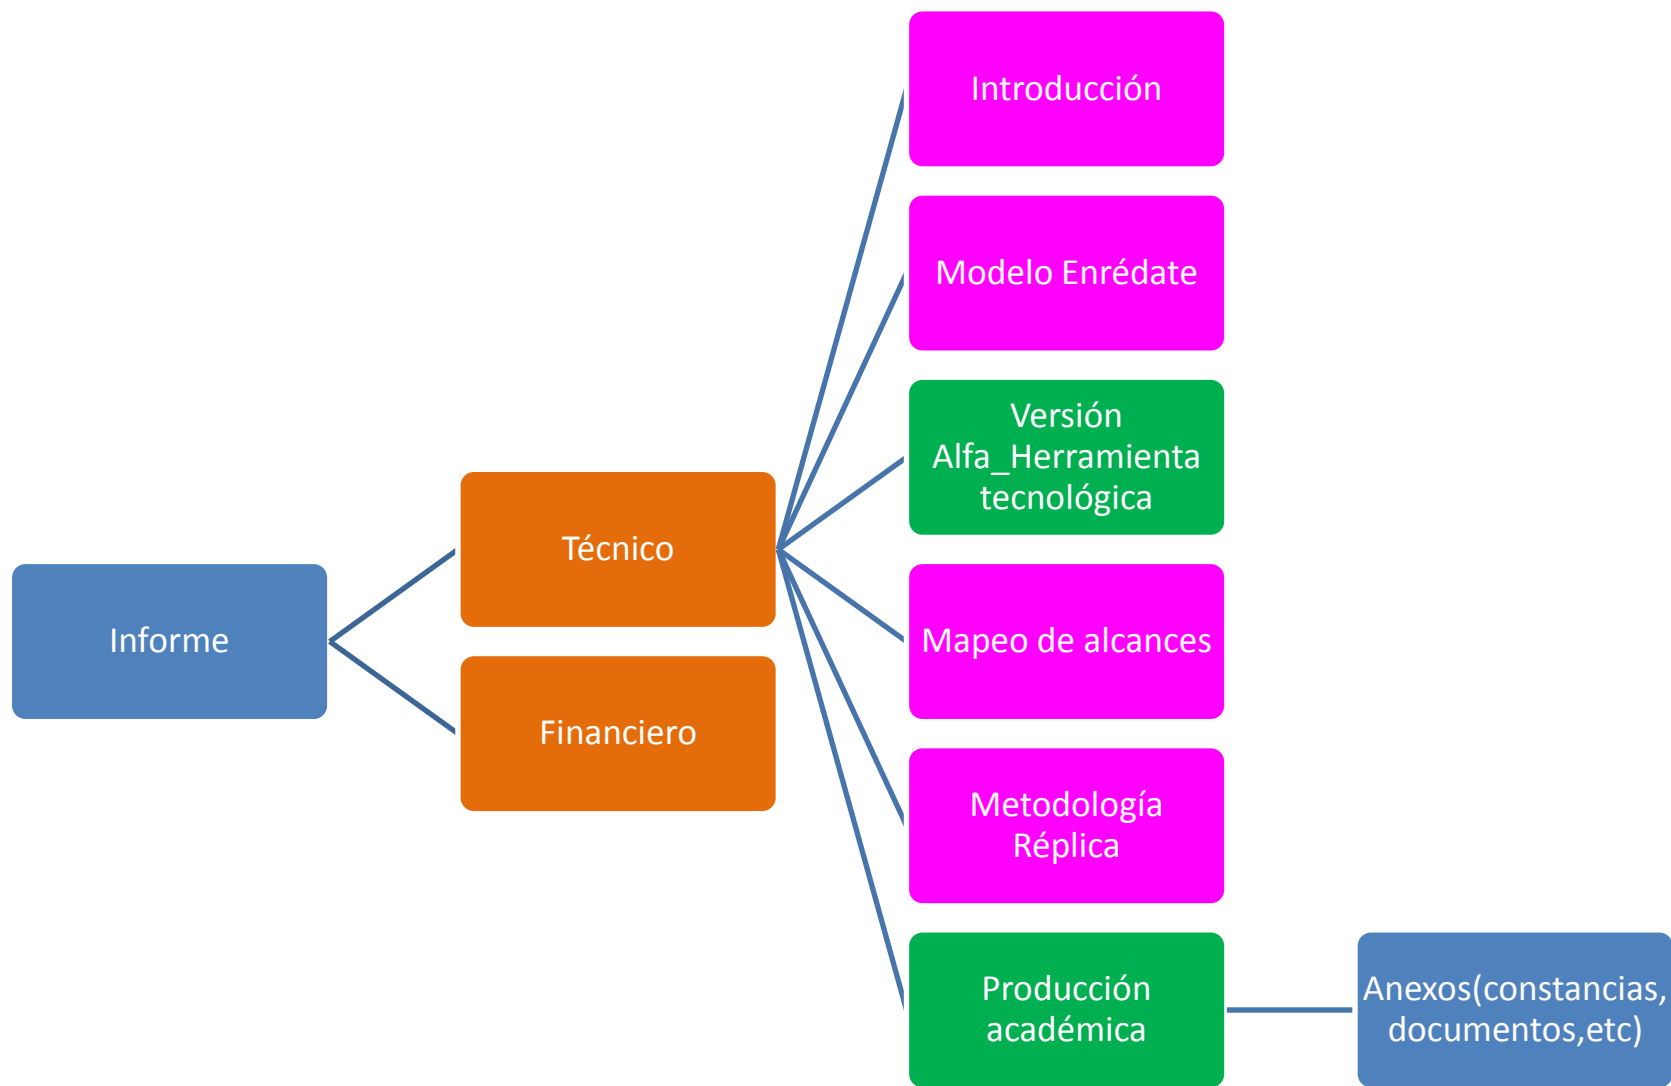 Informe
Técnico
Financiero
Introducción
Modelo Enrédate
Versión
Alfa_Herramienta
tecnológica
Mapeo de alcances
Metodología
Réplica
Producción
académica
Anexos(constancias,
documentos,etc)